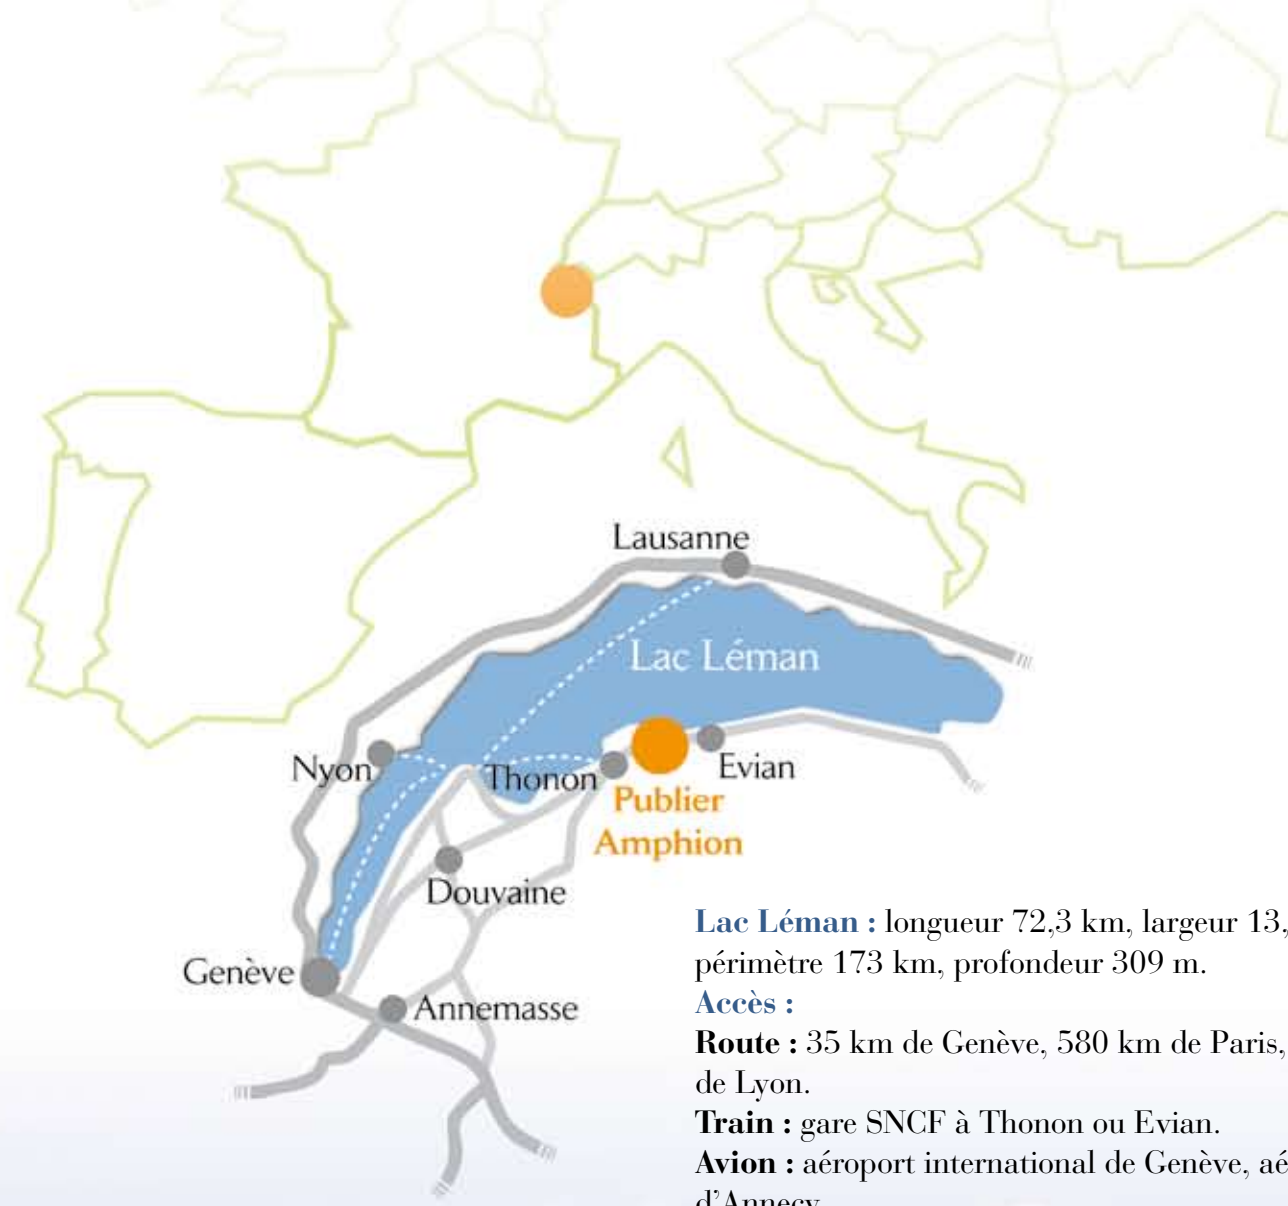 Lausanne
Lac Léman
Nyon
Thonon
Evian
Publier
Amphion
Douvaine
Genève
Annemasse
Lac Léman : longueur 72,3 km, largeur 13,
périmètre 173 km, profondeur 309 m.
Accès :
Route : 35 km de Genève, 580 km de Paris,
de Lyon.
Train : gare SNCF à Thonon ou Evian.
Avion : aéroport international de Genève, aé
d'Annecy